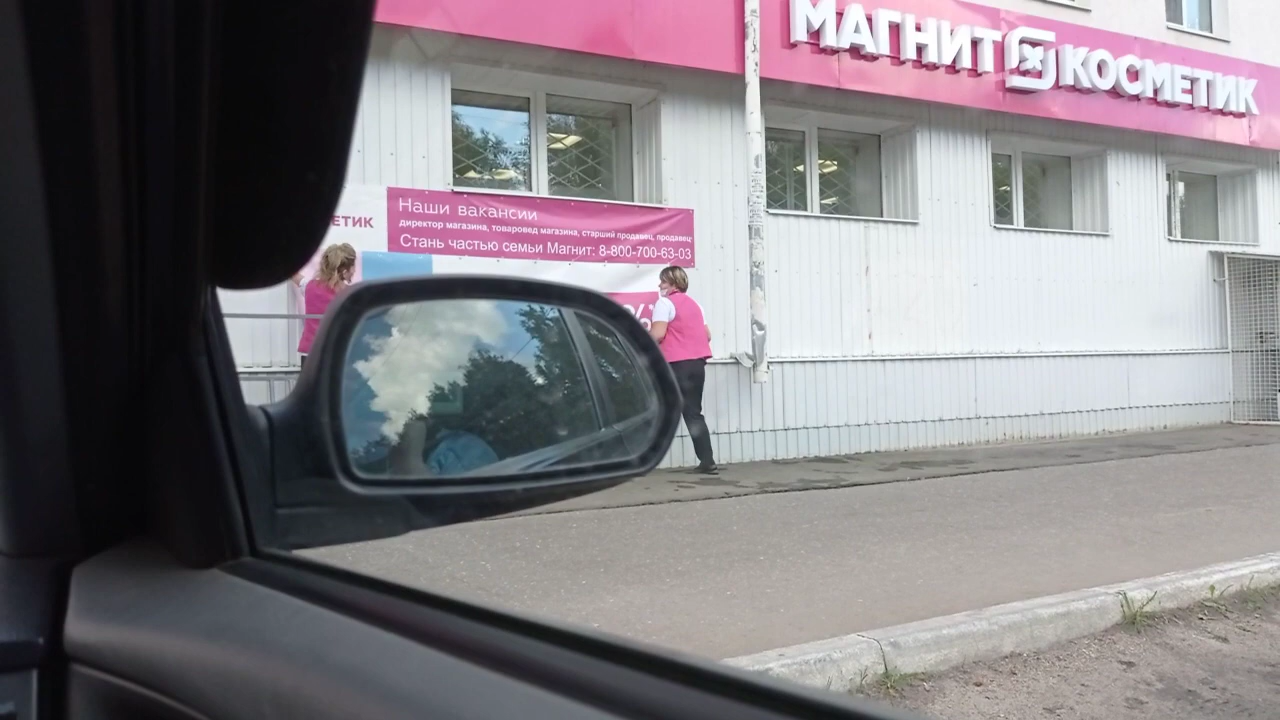 МАГНИТ КОСМЕТИК
ЕТИК
Наши вакансии
директор магазина, товаровед магазина, старший продавец, продавец-
Стань частью семьи Магнит: 8-800-700-63-03
%*